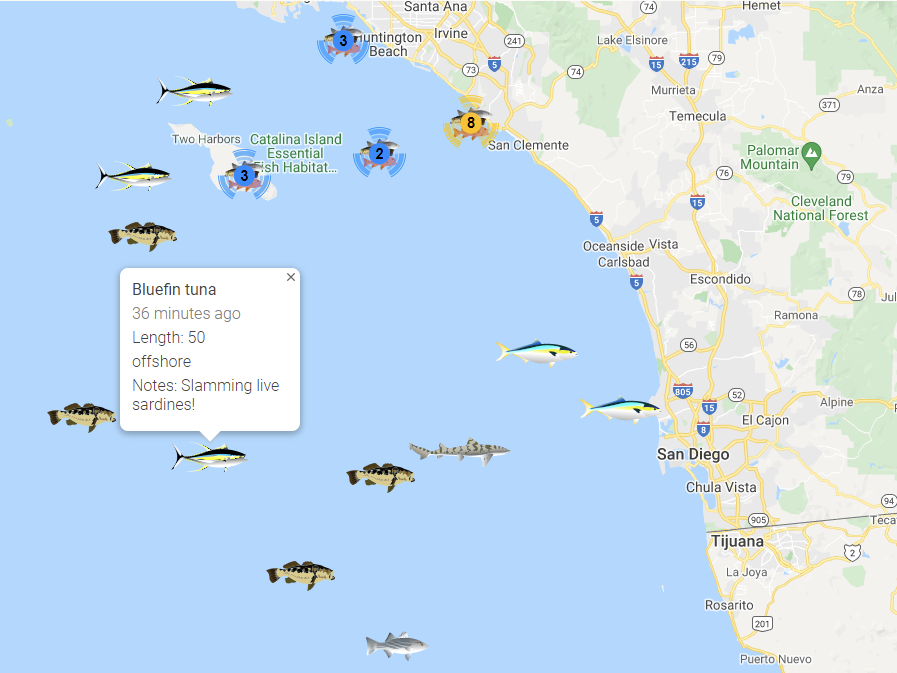 Santa Ana
74
Hemet
3
Huntington
Beach
Irvine
241
Lake Elsinore
15
215
79
5
73
74
Murrieta
Anza
371
Temecula
8
Two Harbors
Catalina Island
Essential
Fish Habitat...
2
San Clemente
Palomar
Mountain
3
76
79
15
Cleveland
National Forest
5
Oceanside
Vista
Carlsbad
Escondido
5
78
Jul
Ramona
Bluefin tuna
36 minutes ago
Length: 50
offshore
Notes: Slamming live
sardines!
56
805
52
15
Alpine
8
El Cajon
San Diego
Chula Vista
94
905
Teca
Tijuana
2
La Joya
Rosarito
201
Puerto Nuevo